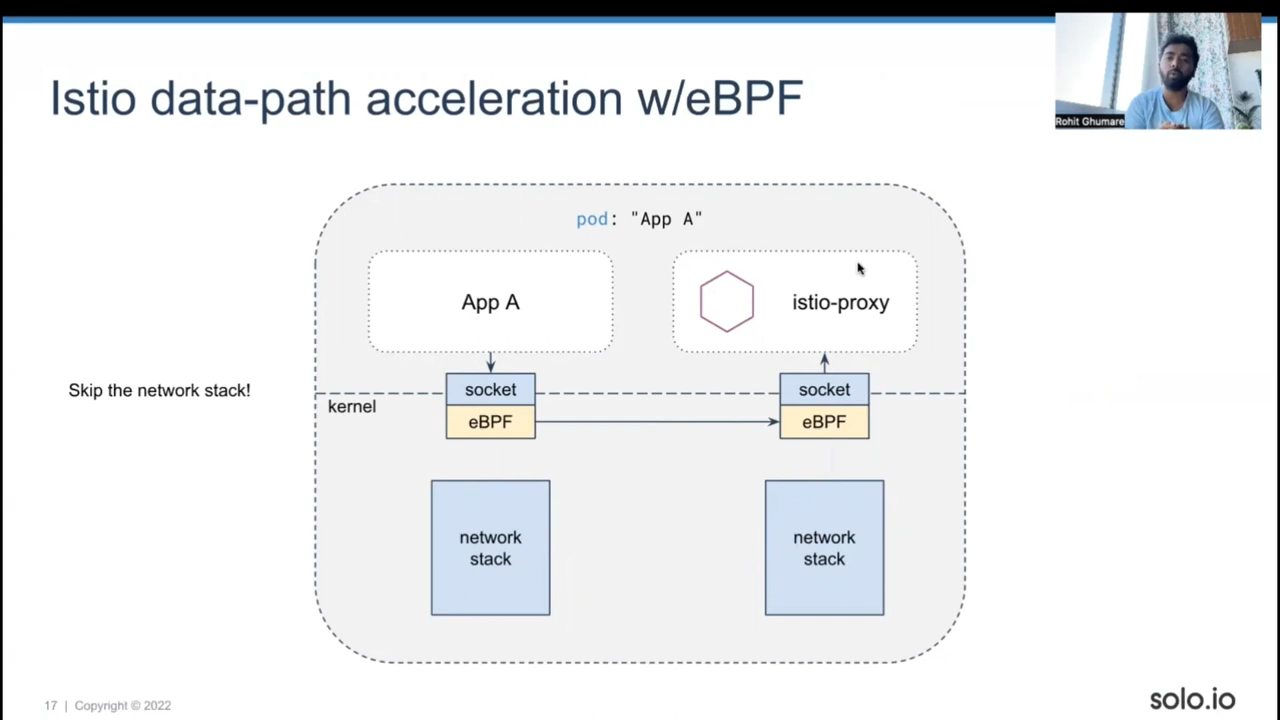 Istio data-path acceleration w/eBPF
Rohit Ghumare
pod: "App A"
App A
istio-proxy
Skip the network stack!
socket
socket
kernel
eBPF
eBPF
network
stack
network
stack
17 | Copyright © 2022
solo.io